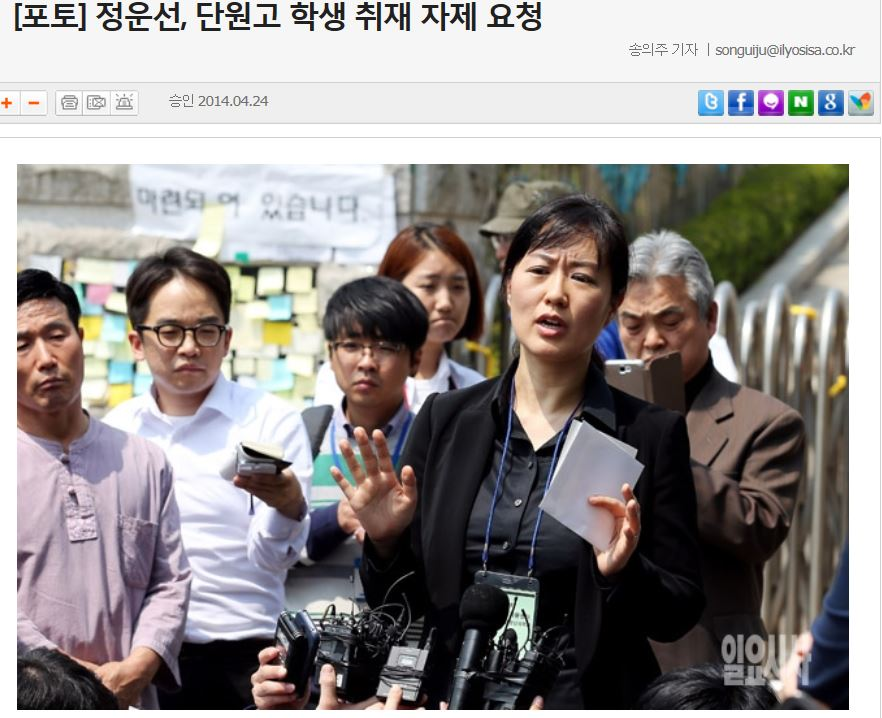 [포토] 정운선, 단원고 학생 취재 자제 요청
송의주 기자 | songuiju@ilyosisa.co.kr
승인 2014.04.24
마련되어 있습니다.
일요시사